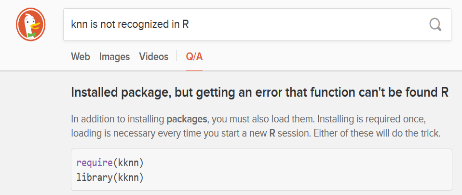 knn is not recognized in R
Web Images Videos Q/A
Installed package, but getting an error that function can't be found R
In addition to installing packages, you must also load them. Installing is required once,
loading is necessary every time you start a new R session. Either of these will do the trick.
require(kknn)
library(kknn)